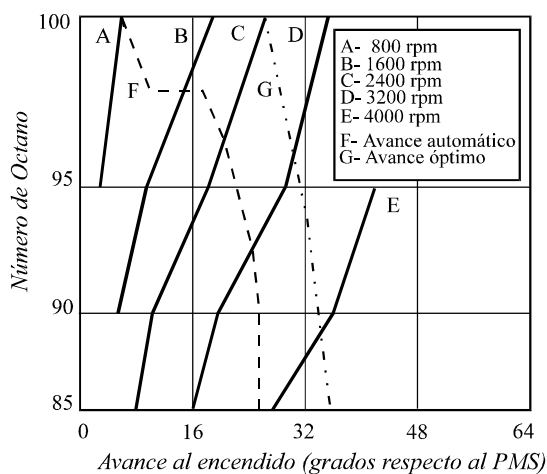 100
A
B
C
D
F
G
A- 800 rpm
B- 1600 rpm
C- 2400 rpm
D- 3200 rpm
E- 4000 rpm
F- Avance automático
G- Avance óptimo
Número de Octano
95
E
90
85
0
16
32
48
64
Avance al encendido (grados respecto al PMS)